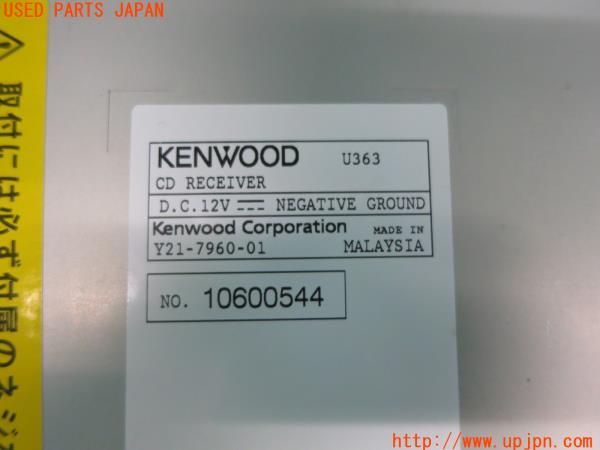 USED PARTS JAPAN
取付には必ず付属のネジ
KENWOOD U363
CD RECEIVER
D.C.12V ⎓ NEGATIVE GROUND
Kenwood Corporation MADE IN
Y21-7960-01 MALAYSIA
NO. 10600544
http://www.upjpn.com/